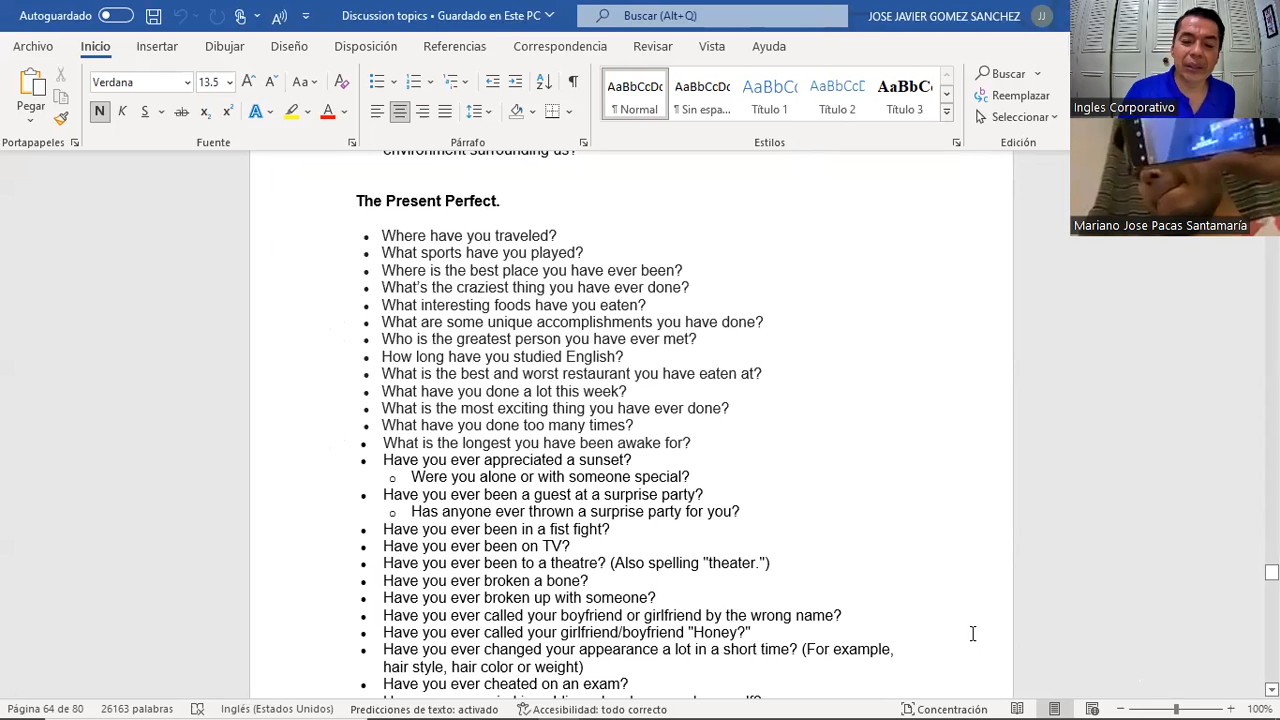 Autoguardado
Discussion topics • Guardado en Este PC
Buscar (Alt+Q)
JOSE JAVIER GOMEZ SANCHEZ
JJ
Archivo Inicio Insertar Dibujar Diseño Disposición Referencias Correspondencia Revisar Vista Ayuda
Pegar
Verdana 13.5
Portapapeles Fuente Párrafo Estilos Edición
AaBbCcDc ¶ Normal
AaBbCcDc ¶ Sin espa...
AaBbCc Título 1
AaBbCcD Título 2
AaBbCc Título 3
Buscar
Reemplazar
Seleccionar
Ingles Corporativo
Mariano Jose Pacas Santamaría
environment surrounding us?
The Present Perfect.
• Where have you traveled?
• What sports have you played?
• Where is the best place you have ever been?
• What's the craziest thing you have ever done?
• What interesting foods have you eaten?
• What are some unique accomplishments you have done?
• Who is the greatest person you have ever met?
• How long have you studied English?
• What is the best and worst restaurant you have eaten at?
• What have you done a lot this week?
• What is the most exciting thing you have ever done?
• What have you done too many times?
• What is the longest you have been awake for?
• Have you ever appreciated a sunset?
o Were you alone or with someone special?
• Have you ever been a guest at a surprise party?
o Has anyone ever thrown a surprise party for you?
• Have you ever been in a fist fight?
• Have you ever been on TV?
• Have you ever been to a theatre? (Also spelling "theater.")
• Have you ever broken a bone?
• Have you ever broken up with someone?
• Have you ever called your boyfriend or girlfriend by the wrong name?
• Have you ever called your girlfriend/boyfriend "Honey?"
• Have you ever changed your appearance a lot in a short time? (For example,
hair style, hair color or weight)
• Have you ever cheated on an exam?
Página 64 de 80 26163 palabras Inglés (Estados Unidos) Predicciones de texto: activado Accesibilidad: todo correcto Concentración 100%